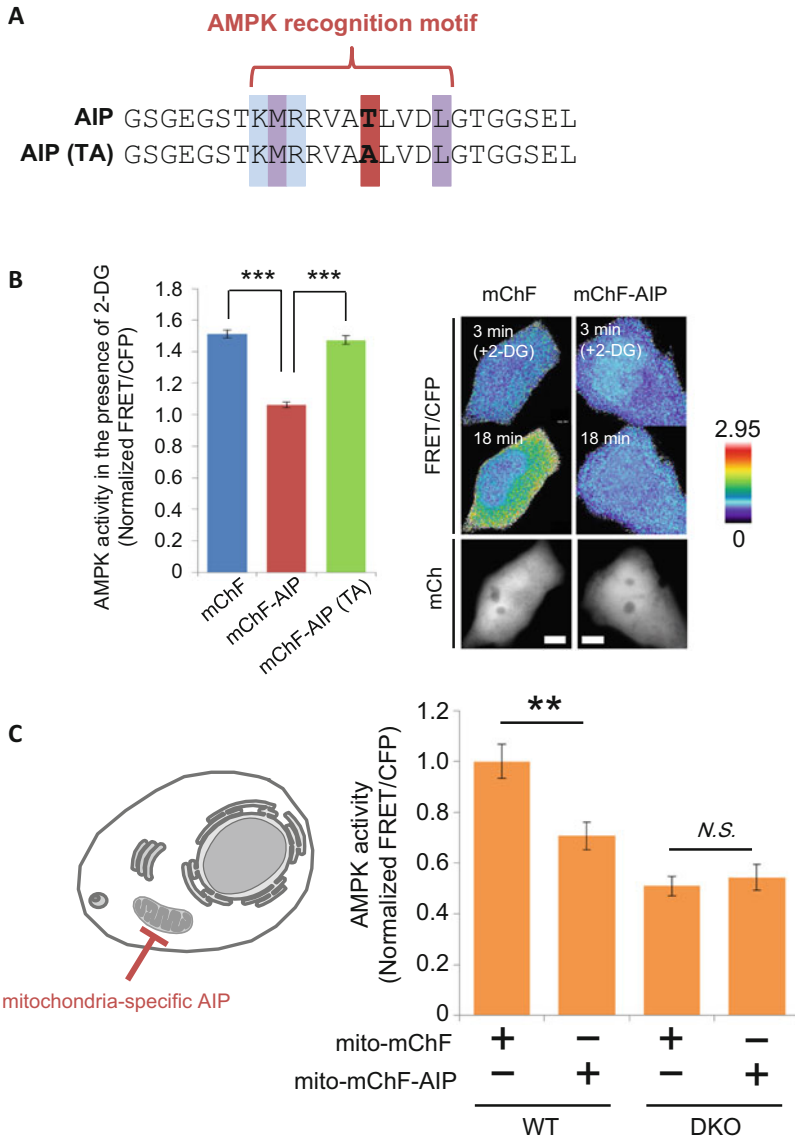 A
AMPK recognition motif
AIP GSGEGSTKMRRVATLVDLGTGGSEL
AIP (TA) GSGEGSTKMRRVAALVDLGTGGSEL
B
AMPK activity in the presence of 2-DG
(Normalized FRET/CFP)
1.8
1.6
1.4
1.2
1.0
0.8
0.6
0.4
1.2
0
***
***
mChF
mChF-AIP
mChF-AIP (TA)
mChF
mChF-AIP
FRET/CFP
3 min
(+2-DG)
3 min
(+2-DG)
18 min
18 min
mCh
2.95
0
C
mitochondria-specific AIP
AMPK activity
(Normalized FRET/CFP)
1.2
1.0
0.8
0.6
0.4
0.2
0
**
N.S.
mito-mChF + − + −
mito-mChF-AIP − + − +
WT DKO